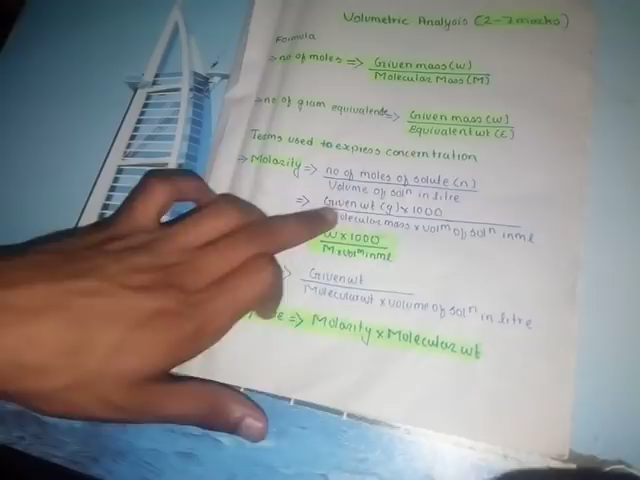 Volumetric Analysis (2-7 marks)
Formula
→ no of moles => Given mass (w)
Molecular Mass (M)
→ no of gram equivalents => Given mass (w)
Equivalent wt (E)
Terms used to express concentration
→ Molarity => no of moles of solute (n)
Volume of solⁿ in litre
=> Given wt (g) x 1000
Molecular mass x volᵐ of solⁿ in ml
W x 1000
M x volᵐ in ml
Given wt
Molecular wt x volume of solⁿ in litre
=> Molarity x Molecular wt